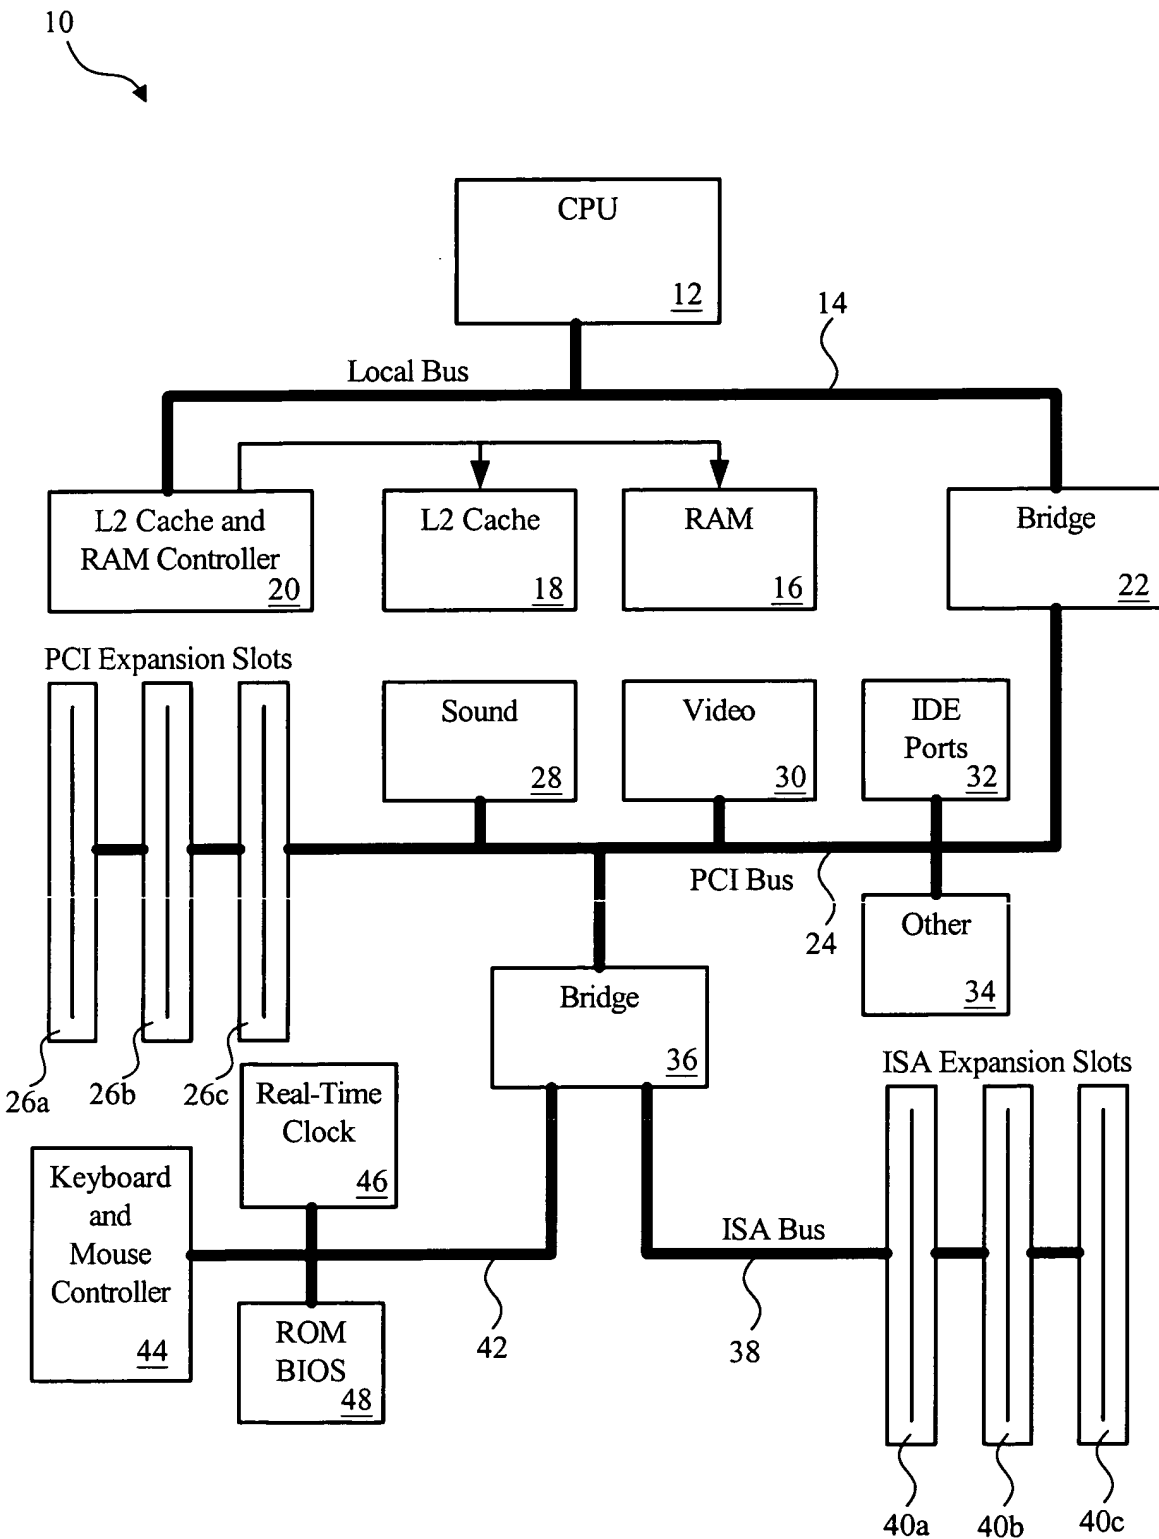 10
CPU
12
14
Local Bus
L2 Cache and
RAM Controller
20
L2 Cache
18
RAM
16
Bridge
22
PCI Expansion Slots
Sound
28
Video
30
IDE
Ports
32
PCI Bus
24
Other
34
Bridge
36
26a
26b
26c
Real-Time
Clock
46
ISA Expansion Slots
Keyboard
and
Mouse
Controller
44
ISA Bus
42
38
ROM
BIOS
48
40a
40b
40c